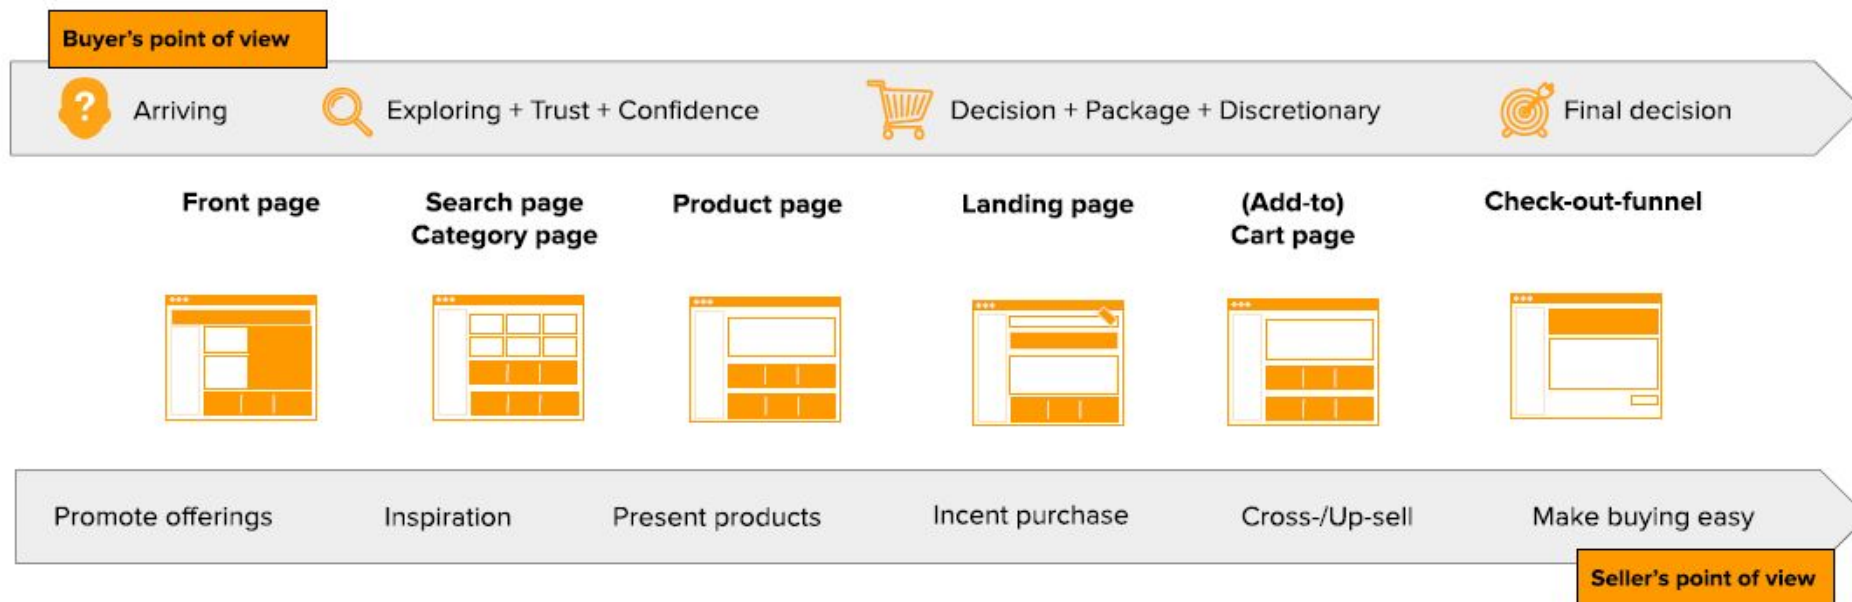 Buyer's point of view
?
Arriving
Exploring + Trust + Confidence
Decision + Package + Discretionary
Final decision
Front page
Search page
Category page
Product page
Landing page
(Add-to)
Cart page
Check-out-funnel
Promote offerings
Inspiration
Present products
Incent purchase
Cross-/Up-sell
Make buying easy
Seller's point of view